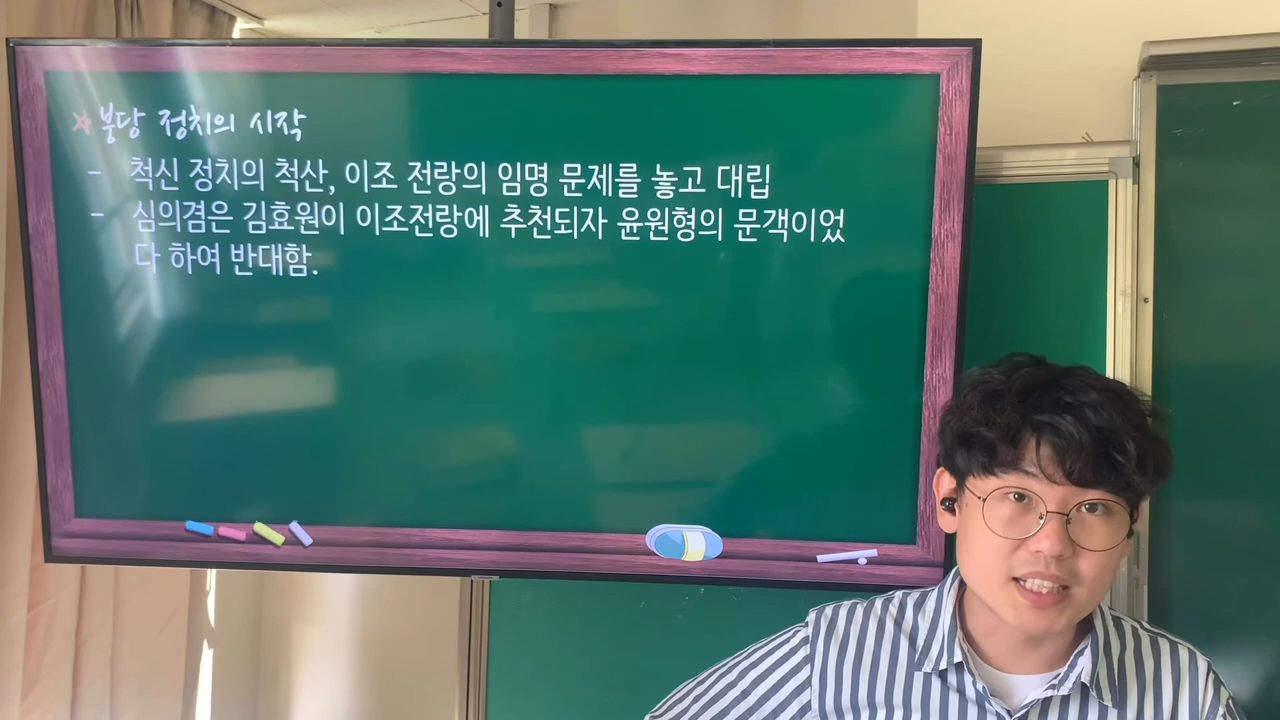 붕당 정치의 시작
- 척신 정치의 척산, 이조 전랑의 임명 문제를 놓고 대립
- 심의겸은 김효원이 이조전랑에 추천되자 윤원형의 문객이었
다 하여 반대함.